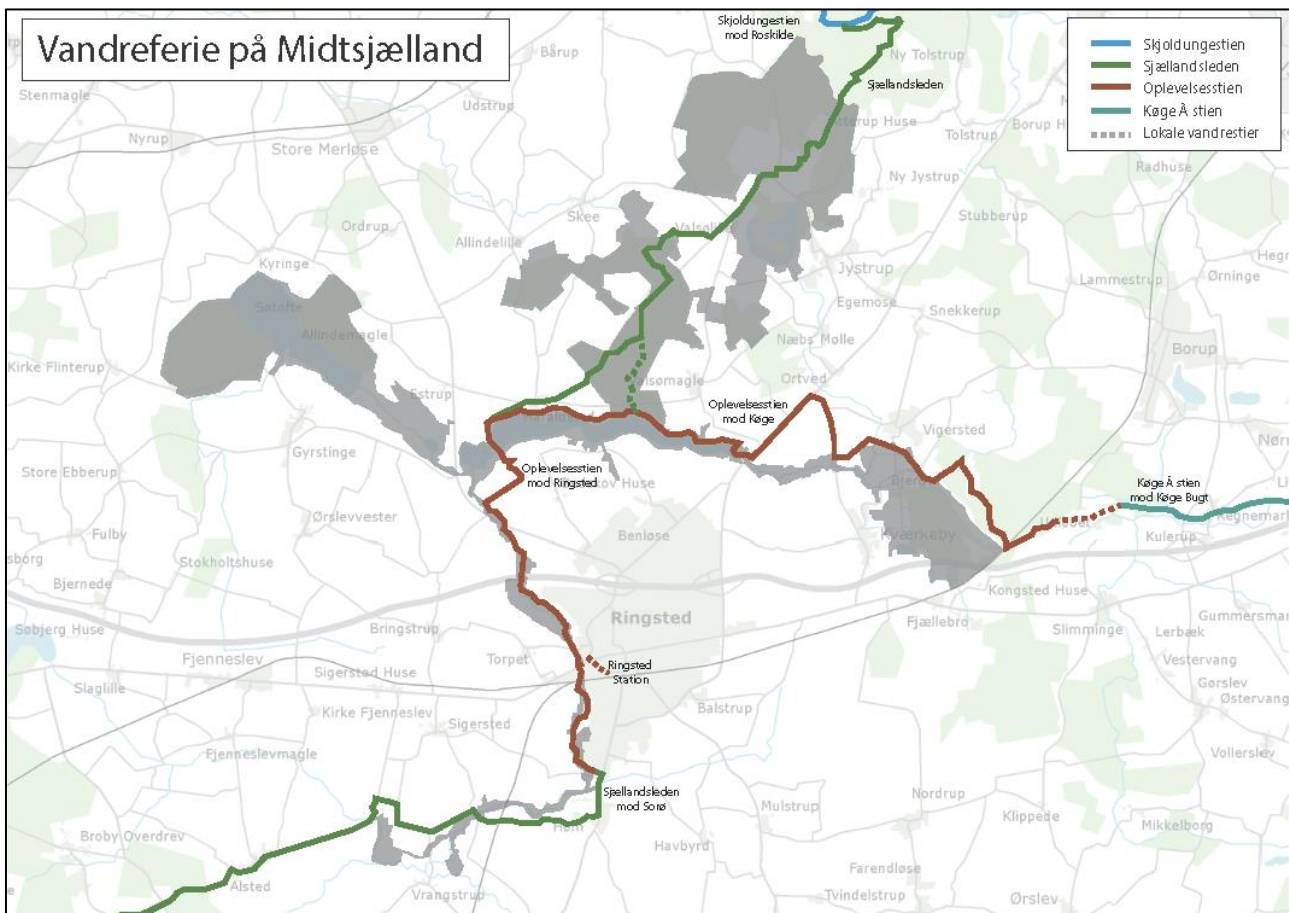 Vandreferie på Midtsjælland
Skjoldungestien
mod Roskilde
Skjoldungestien
Sjællandsleden
Oplevelsesstien
Køge Å stien
Lokale vandrestier
Bårup
Ny Tolstrup
Sjællandsleden
Stenmagle
Udstrup
Tolstrup
Nyrup
Store Merløse
Radhuse
Ny Jystrup
Skee
Stubberup
Ordrup
Allindelille
Kyringe
Jystrup
Lammestrup
Ørninge
Egemose
Snekkerup
Allindemagle
Næbs Mølle
Borup
Kirke Flinterup
Ortved
Estrup
Oplevelsesstien
mod Køge
Vigersted
Gyrstinge
Store Ebberup
Oplevelsesstien
mod Ringsted
Køge Å stien
mod Køge Bugt
Ørslevvester
Fulby
Benløse
Kværkeby
Kulerup
Stokholtshuse
Bjernede
Kongsted Huse
Ringsted
Søbjerg Huse
Bringstrup
Fjællebro
Slimminge
Lerbæk
Fjenneslev
Torpet
Ringsted
Station
Vestervang
Sigersted Huse
Slaglille
Gørslev
Østervang
Kirke Fjenneslev
Balstrup
Sigersted
Fjenneslevmagle
Vollerslev
Sjællandsleden
mod Sorø
Nordrup
Mulstrup
Klippede
Mikkelborg
Broby Overdrev
Havbyrd
Farendløse
Alsted
Vrangstrup
Tvindelstrup
Ørslev